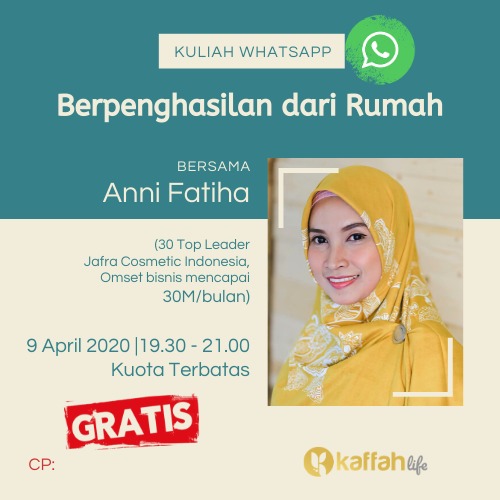 KULIAH WHATSAPP
Berpenghasilan dari Rumah
BERSAMA
Anni Fatiha
(30 Top Leader
Jafra Cosmetic Indonesia,
Omset bisnis mencapai
30M/bulan)
9 April 2020 |19.30 - 21.00
Kuota Terbatas
GRATIS
CP:
kaffah life